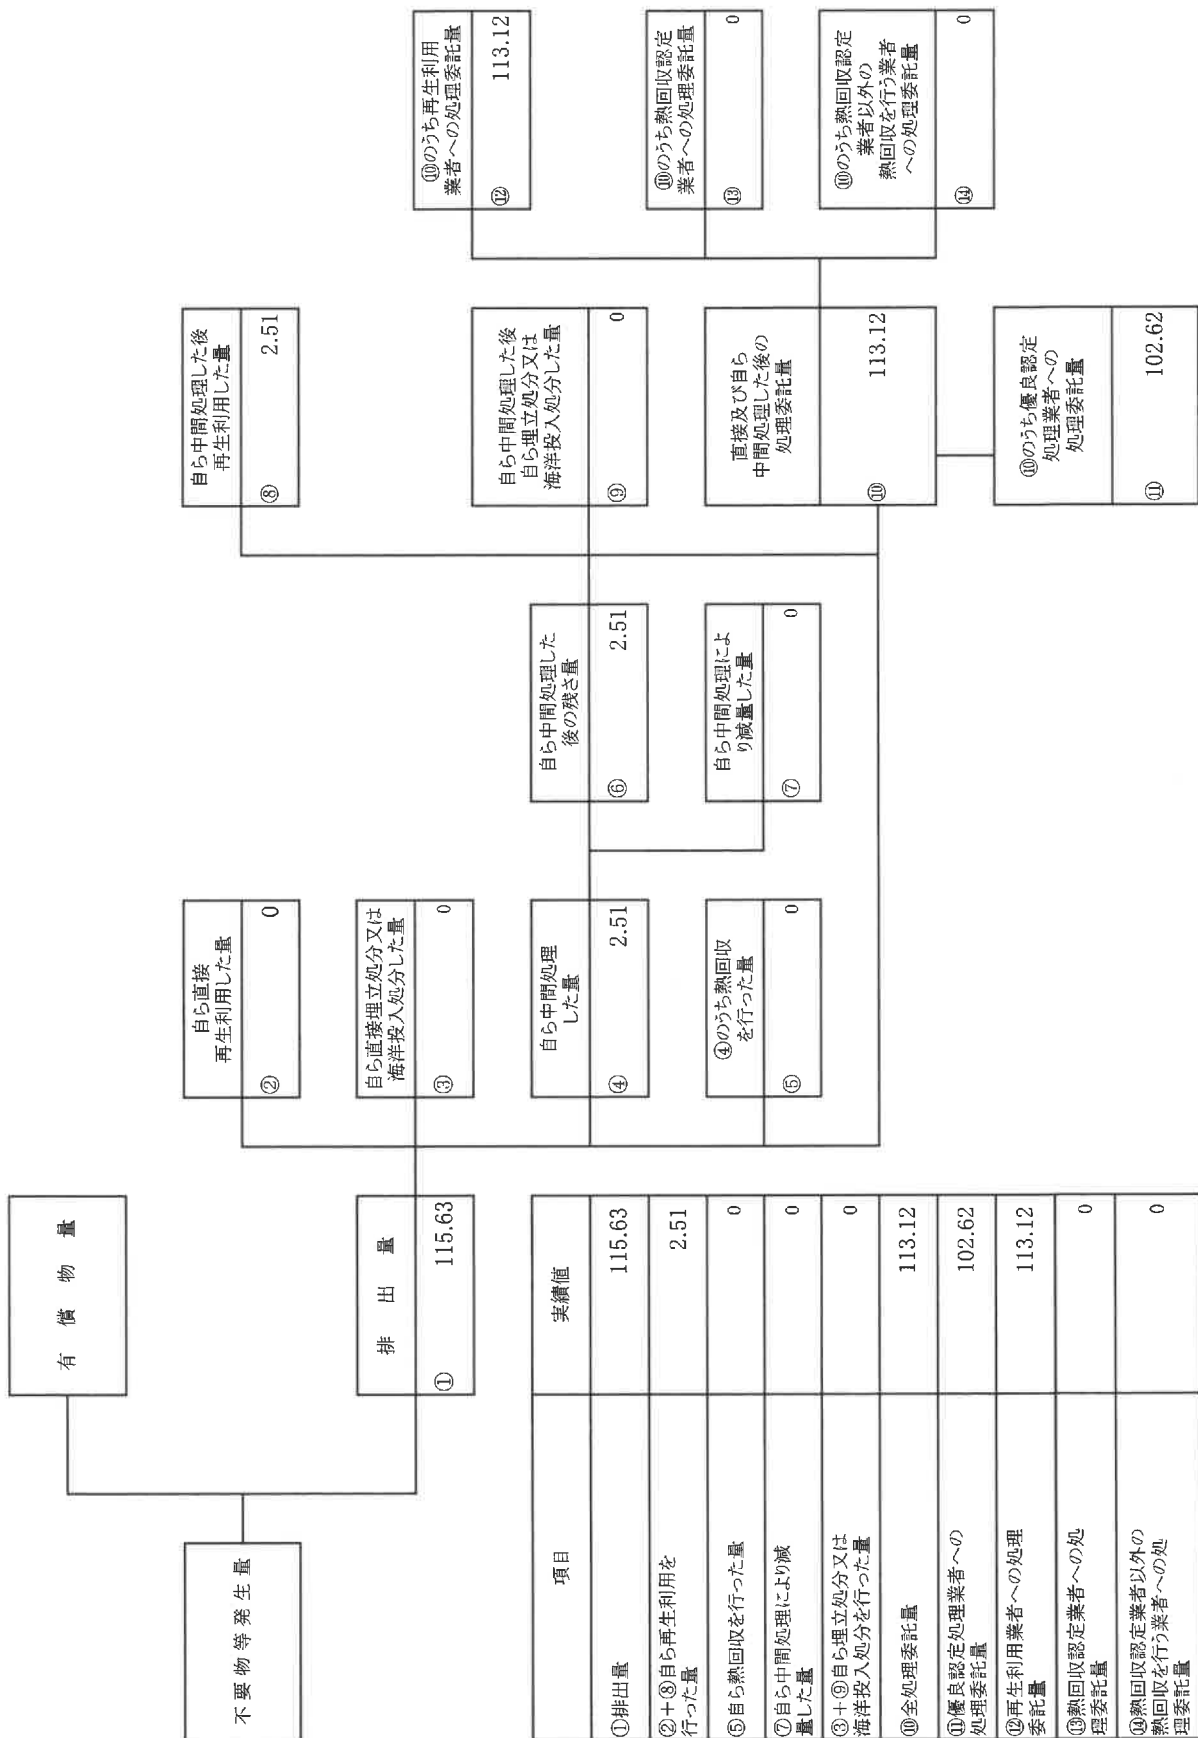 不要物等発生量
有償物量
排出量
① 115.63
自ら直接
再生利用した量
② 0
自ら直接埋立処分又は
海洋投入処分した量
③ 0
自ら中間処理
した量
④ 2.51
④のうち熱回収
を行った量
⑤ 0
自ら中間処理した
後の残さ量
⑥ 2.51
自ら中間処理によ
り減量した量
⑦ 0
自ら中間処理した後
再生利用した量
⑧ 2.51
自ら中間処理した後
自ら埋立処分又は
海洋投入処分した量
⑨ 0
直接及び自ら
中間処理した後の
処理委託量
⑩ 113.12
⑩のうち優良認定
処理業者への
処理委託量
⑪ 102.62
⑩のうち再生利用
業者への処理委託量
⑫ 113.12
⑩のうち熱回収認定
業者への処理委託量
⑬ 0
⑩のうち熱回収認定
業者以外の
熱回収を行う業者
への処理委託量
⑭ 0
項目 実績値
①排出量 115.63
②+⑧自ら再生利用を
行った量 2.51
⑤自ら熱回収を行った量 0
⑦自ら中間処理により減
量した量 0
③+⑨自ら埋立処分又は
海洋投入処分を行った量 0
⑩全処理委託量 113.12
⑪優良認定処理業者への
処理委託量 102.62
⑫再生利用業者への処理
委託量 113.12
⑬熱回収認定業者への処
理委託量 0
⑭熱回収認定業者以外の
熱回収を行う業者への処
理委託量 0